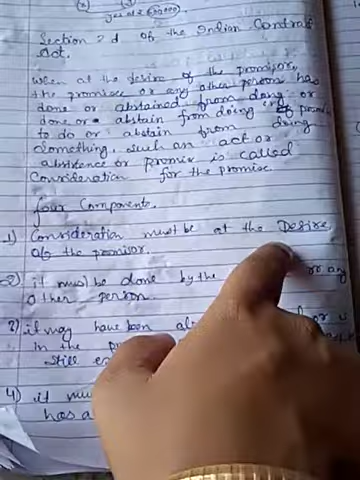 Section 2 d of the Indian Contract
Act.
When at the desire of the promisor,
the promisee or any other person has
done or abstained from doing or
done or abstain from doing or
to do or abstain from doing
Something, such an act or
abstinence or promise is called
Consideration for the promise.
four Components.
1) Consideration must be at the Desire
of the promisor.
2) it must be done by the or any
other person.
3) it may have been
in the
still
4) it
has a